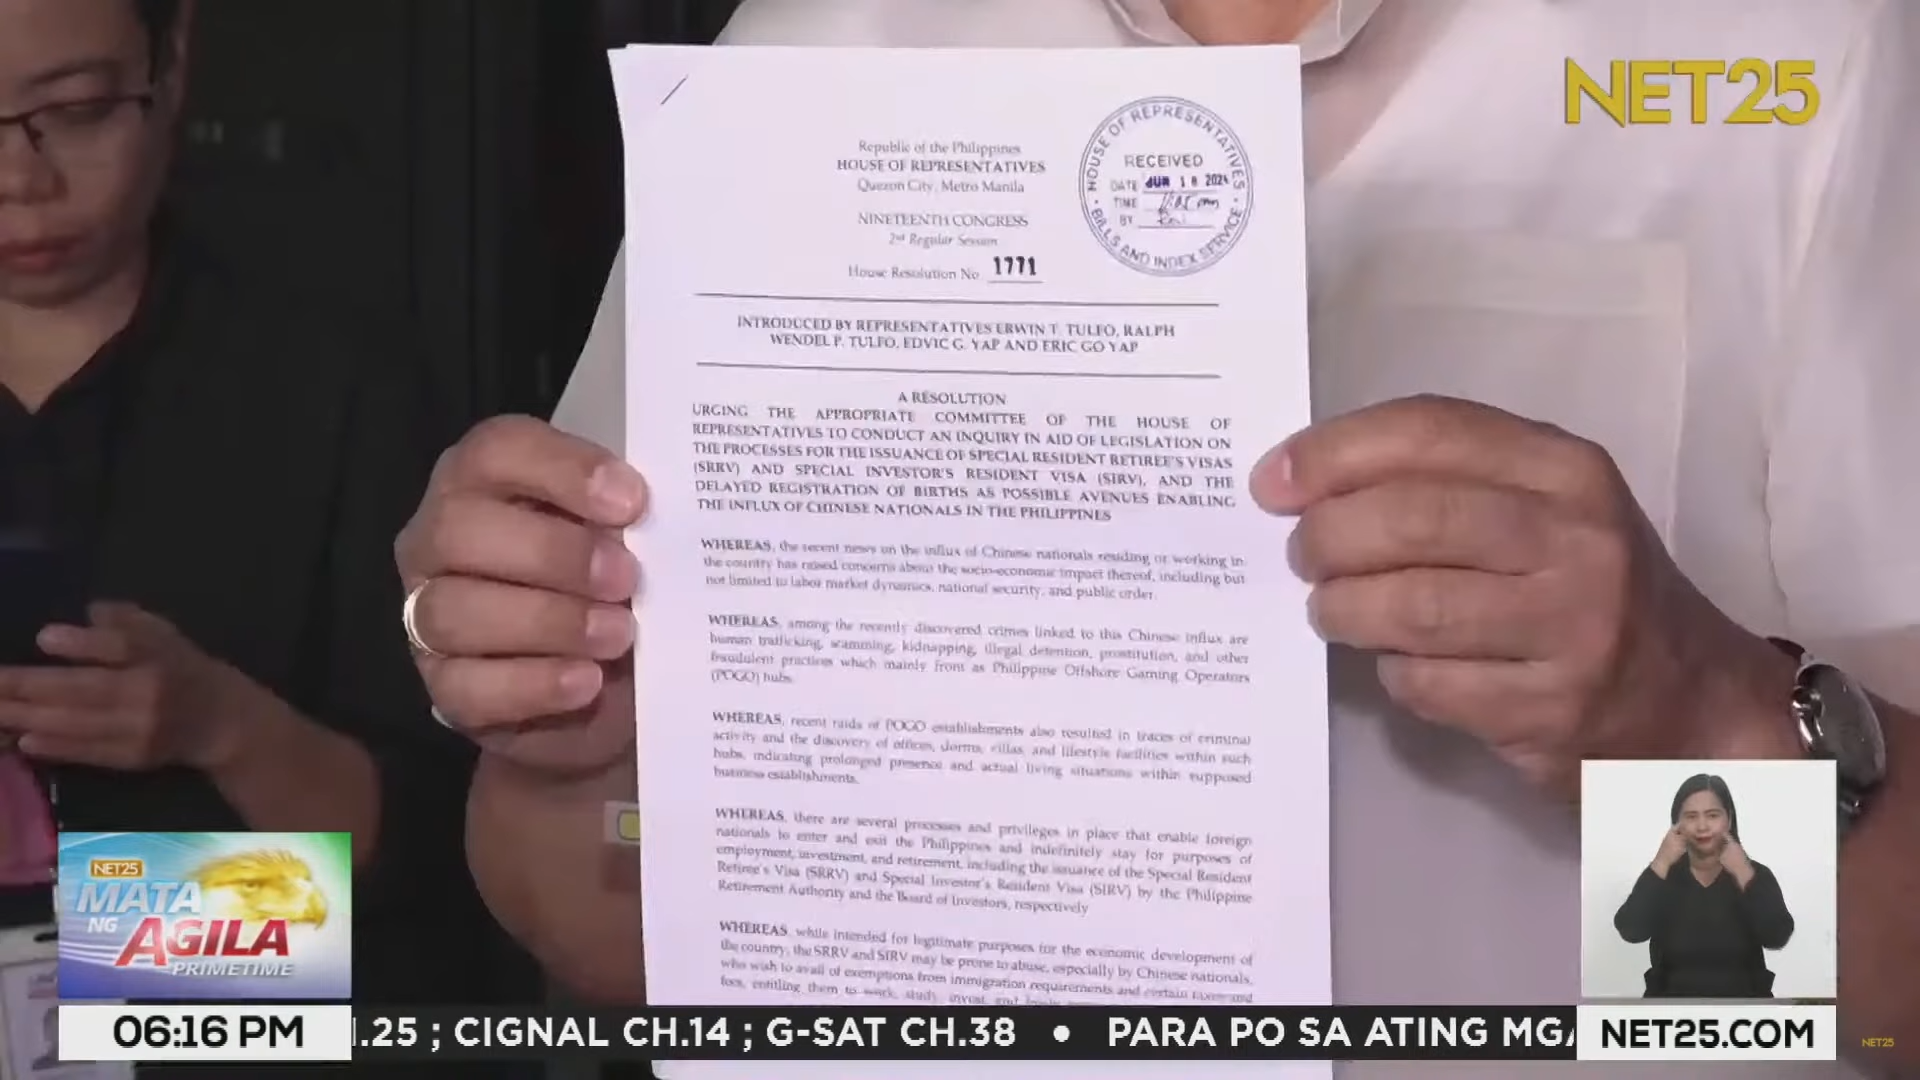 NET25
HOUSE OF REPRESENTATIVES
RECEIVED
DATE JUN 18 2024
TIME
BY
BILLS AND INDEX SERVICE
Republic of the Philippines
HOUSE OF REPRESENTATIVES
Quezon City, Metro Manila
NINETEENTH CONGRESS
2nd Regular Session
House Resolution No 1771
INTRODUCED BY REPRESENTATIVES ERWIN T. TULFO, RALPH
WENDEL P. TULFO, EDVIC G. YAP AND ERIC GO YAP
A RESOLUTION
URGING THE APPROPRIATE COMMITTEE OF THE HOUSE OF
REPRESENTATIVES TO CONDUCT AN INQUIRY IN AID OF LEGISLATION ON
THE PROCESSES FOR THE ISSUANCE OF SPECIAL RESIDENT RETIREE'S VISAS
(SRRV) AND SPECIAL INVESTOR'S RESIDENT VISA (SIRV), AND THE
DELAYED REGISTRATION OF BIRTHS AS POSSIBLE AVENUES ENABLING
THE INFLUX OF CHINESE NATIONALS IN THE PHILIPPINES
WHEREAS, the recent news on the influx of Chinese nationals residing or working in
the country has raised concerns about the socio-economic impact thereof, including but
not limited to labor market dynamics, national security, and public order.
WHEREAS, among the recently discovered crimes linked to this Chinese influx are
human trafficking, scamming, kidnapping, illegal detention, prostitution, and other
fraudulent practices which mainly front as Philippine Offshore Gaming Operators
(POGO) hubs.
WHEREAS, recent raids of POGO establishments also resulted in traces of criminal
activity and the discovery of offices, dorms, villas, and lifestyle facilities within such
hubs, indicating prolonged presence and actual living situations within supposed
business establishments.
WHEREAS, there are several processes and privileges in place that enable foreign
nationals to enter and exit the Philippines and indefinitely stay for purposes of
employment, investment, and retirement, including the issuance of the Special Resident
Retiree's Visa (SRRV) and Special Investor's Resident Visa (SIRV) by the Philippine
Retirement Authority and the Board of Investors, respectively
WHEREAS, while intended for legitimate purposes for the economic development of
the country, the SRRV and SIRV may be prone to abuse, especially by Chinese nationals,
who wish to avail of exemptions from immigration requirements and certain taxes and
fees, entitling them to work, study, invest, and
NET25
MATA
NG
AGILA
PRIMETIME
06:16 PM
.25 ; CIGNAL CH.14 ; G-SAT CH.38 • PARA PO SA ATING MGA
NET25.COM
NET25